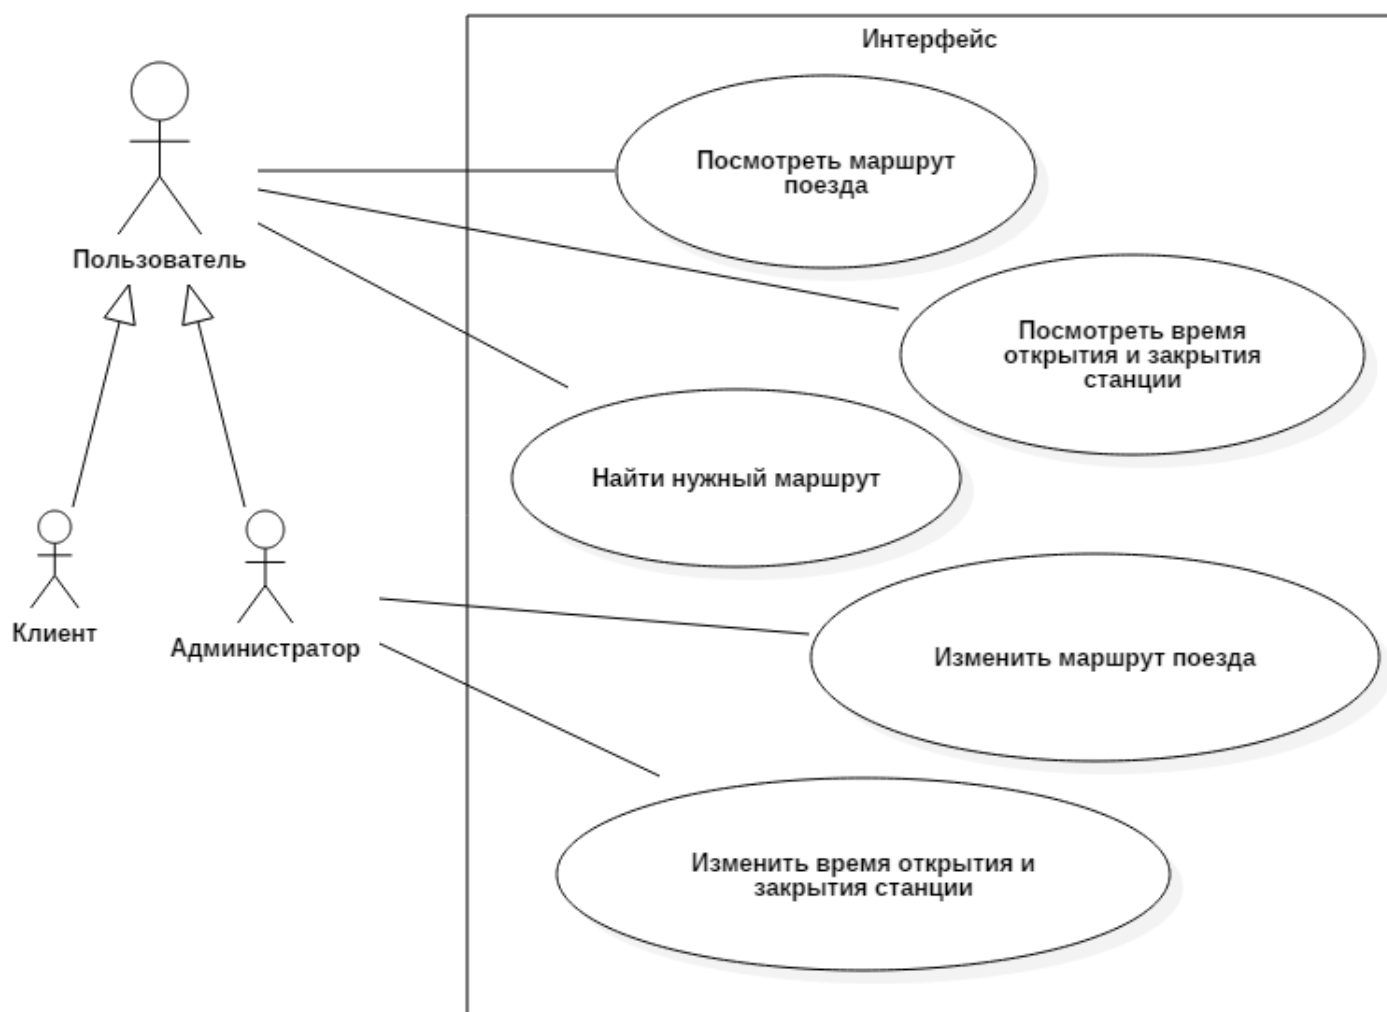 Интерфейс
Посмотреть маршрут
поезда
Пользователь
Посмотреть время
открытия и закрытия
станции
Найти нужный маршрут
Клиент
Администратор
Изменить маршрут поезда
Изменить время открытия и
закрытия станции